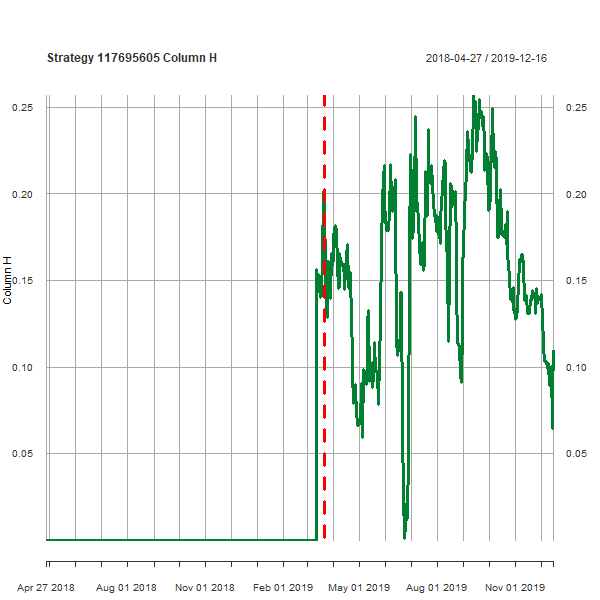 Strategy 117695605 Column H
2018-04-27 / 2019-12-16
0.25 0.25
0.20 0.20
0.15 0.15
Column H
0.10 0.10
0.05 0.05
Apr 27 2018 Aug 01 2018 Nov 01 2018 Feb 01 2019 May 01 2019 Aug 01 2019 Nov 01 2019